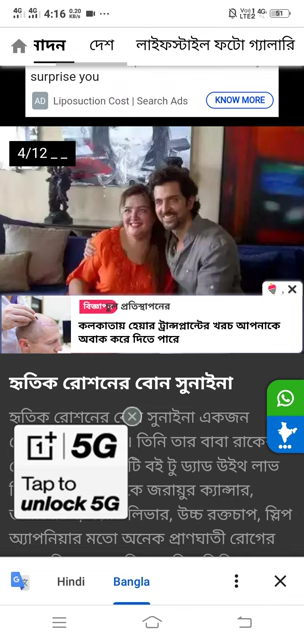 4G 4G 4:16 0.20 KB/S
Vo) 1 LTE2 4G 51
াদন দেশ লাইফস্টাইল ফটো গ্যালারি
surprise you
AD Liposuction Cost | Search Ads KNOW MORE
4/12 _ _
প্রতিস্থাপনের
কলকাতায় হেয়ার ট্রান্সপ্লান্টের খরচ আপনাকে
অবাক করে দিতে পারে
হৃতিক রোশনের বোন সুনাইনা
হৃতিক রোশনের সুনাইনা একজন
। তিনি তার বাবা
টি বই টু ড্যাড উইথ লাভ
কে জরায়ুর ক্যান্সার,
লিভার, উচ্চ রক্তচাপ, স্লিপ
অ্যাপনিয়ার মতো অনেক প্রাণঘাতী রোগের
1+ 5G
Tap to
unlock 5G
Hindi Bangla